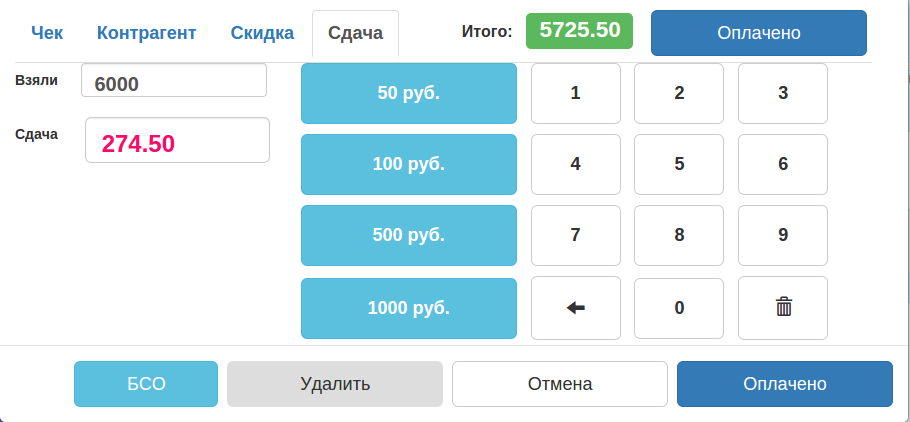 Чек Контрагент Скидка Сдача Итого: 5725.50 Оплачено
Взяли 6000 50 руб. 1 2 3
Сдача 274.50
100 руб. 4 5 6
500 руб. 7 8 9
1000 руб. 0
БСО Удалить Отмена Оплачено